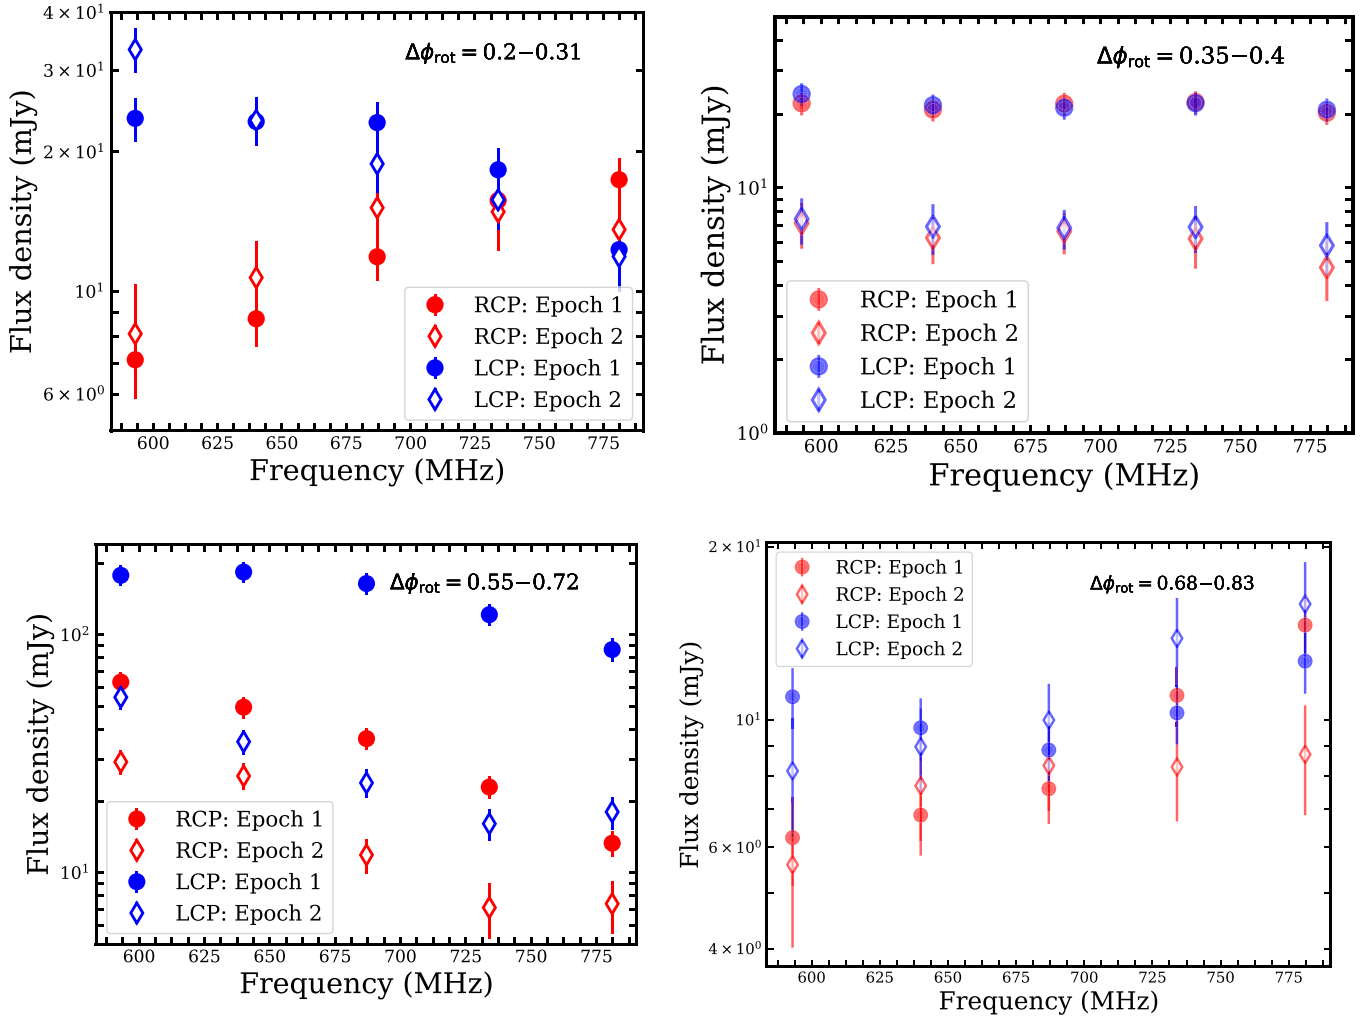 Δϕrot = 0.2−0.31
4 × 10¹
3 × 10¹
2 × 10¹
10¹
6 × 10⁰
Flux density (mJy)
RCP: Epoch 1
RCP: Epoch 2
LCP: Epoch 1
LCP: Epoch 2
600 625 650 675 700 725 750 775
Frequency (MHz)
Δϕrot = 0.35−0.4
10¹
10⁰
Flux density (mJy)
RCP: Epoch 1
RCP: Epoch 2
LCP: Epoch 1
LCP: Epoch 2
600 625 650 675 700 725 750 775
Frequency (MHz)
Δϕrot = 0.55−0.72
10²
10¹
Flux density (mJy)
RCP: Epoch 1
RCP: Epoch 2
LCP: Epoch 1
LCP: Epoch 2
600 625 650 675 700 725 750 775
Frequency (MHz)
2 × 10¹
10¹
6 × 10⁰
4 × 10⁰
Flux density (mJy)
RCP: Epoch 1
RCP: Epoch 2
LCP: Epoch 1
LCP: Epoch 2
Δϕrot = 0.68−0.83
600 625 650 675 700 725 750 775
Frequency (MHz)